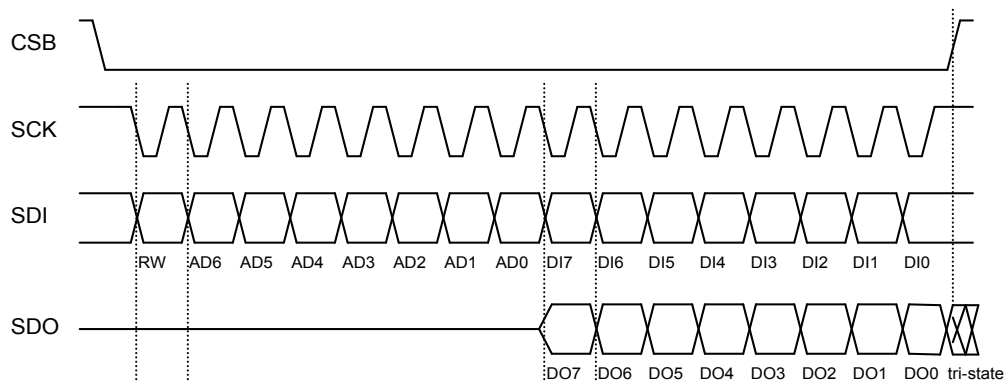 CSB
SCK
SDI
RW AD6 AD5 AD4 AD3 AD2 AD1 AD0 DI7 DI6 DI5 DI4 DI3 DI2 DI1 DI0
SDO
DO7 DO6 DO5 DO4 DO3 DO2 DO1 DO0 tri-state